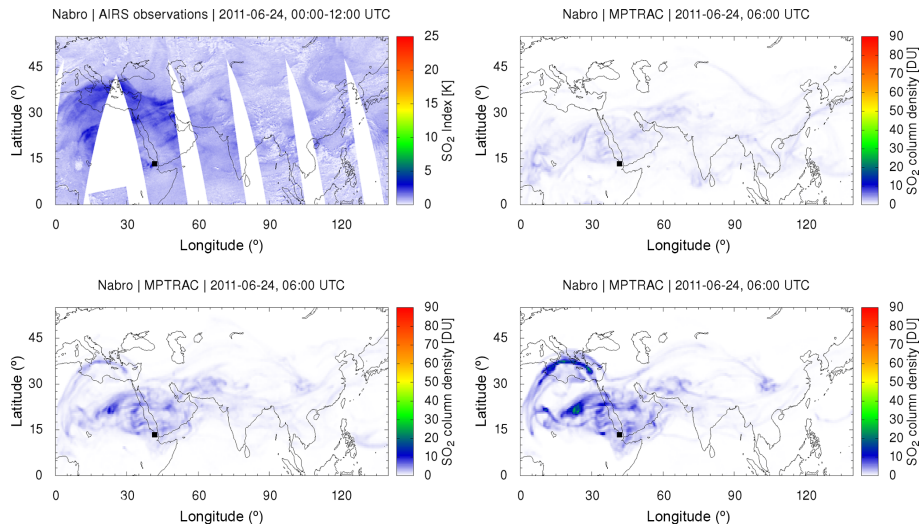 Nabro | AIRS observations | 2011-06-24, 00:00-12:00 UTC
Latitude (º)
45
30
15
0
0 30 60 90 120
Longitude (º)
25
20
15
10
5
0
SO₂ Index [K]
Nabro | MPTRAC | 2011-06-24, 06:00 UTC
Latitude (º)
45
30
15
0
0 30 60 90 120
Longitude (º)
90
80
70
60
50
40
30
20
10
0
SO₂ column density [DU]
Nabro | MPTRAC | 2011-06-24, 06:00 UTC
Latitude (º)
45
30
15
0
0 30 60 90 120
Longitude (º)
90
80
70
60
50
40
30
20
10
0
SO₂ column density [DU]
Nabro | MPTRAC | 2011-06-24, 06:00 UTC
Latitude (º)
45
30
15
0
0 30 60 90 120
Longitude (º)
90
80
70
60
50
40
30
20
10
0
SO₂ column density [DU]